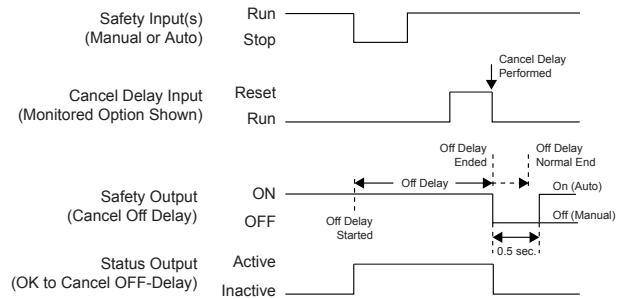 Safety Input(s)
(Manual or Auto)
Run
Stop
Cancel Delay
Performed
Cancel Delay Input
(Monitored Option Shown)
Reset
Run
Off Delay
Ended
Off Delay
Normal End
Off Delay
Safety Output
(Cancel Off Delay)
ON
OFF
On (Auto)
Off (Manual)
Off Delay
Started
0.5 sec.
Status Output
(OK to Cancel OFF-Delay)
Active
Inactive